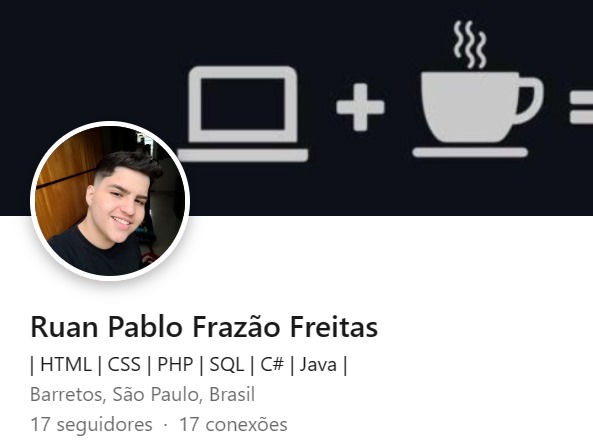 Ruan Pablo Frazão Freitas
| HTML | CSS | PHP | SQL | C# | Java |
Barretos, São Paulo, Brasil
17 seguidores · 17 conexões